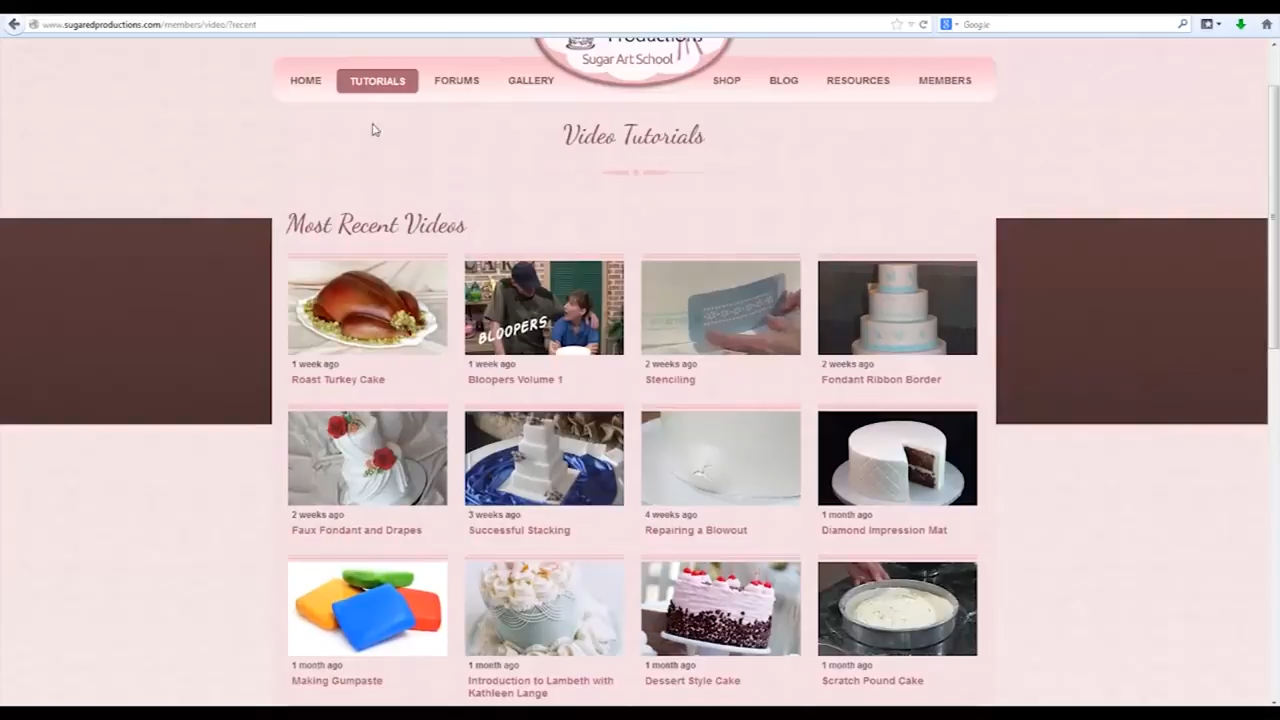 www.sugaredproductions.com/members/video/?recent
Google
Productions
Sugar Art School
HOME TUTORIALS FORUMS GALLERY SHOP BLOG RESOURCES MEMBERS
Video Tutorials
Most Recent Videos
BLOOPERS
1 week ago 1 week ago 2 weeks ago 2 weeks ago
Roast Turkey Cake Bloopers Volume 1 Stenciling Fondant Ribbon Border
2 weeks ago 3 weeks ago 4 weeks ago 1 month ago
Faux Fondant and Drapes Successful Stacking Repairing a Blowout Diamond Impression Mat
1 month ago 1 month ago 1 month ago 1 month ago
Making Gumpaste Introduction to Lambeth with Dessert Style Cake Scratch Pound Cake
Kathleen Lange